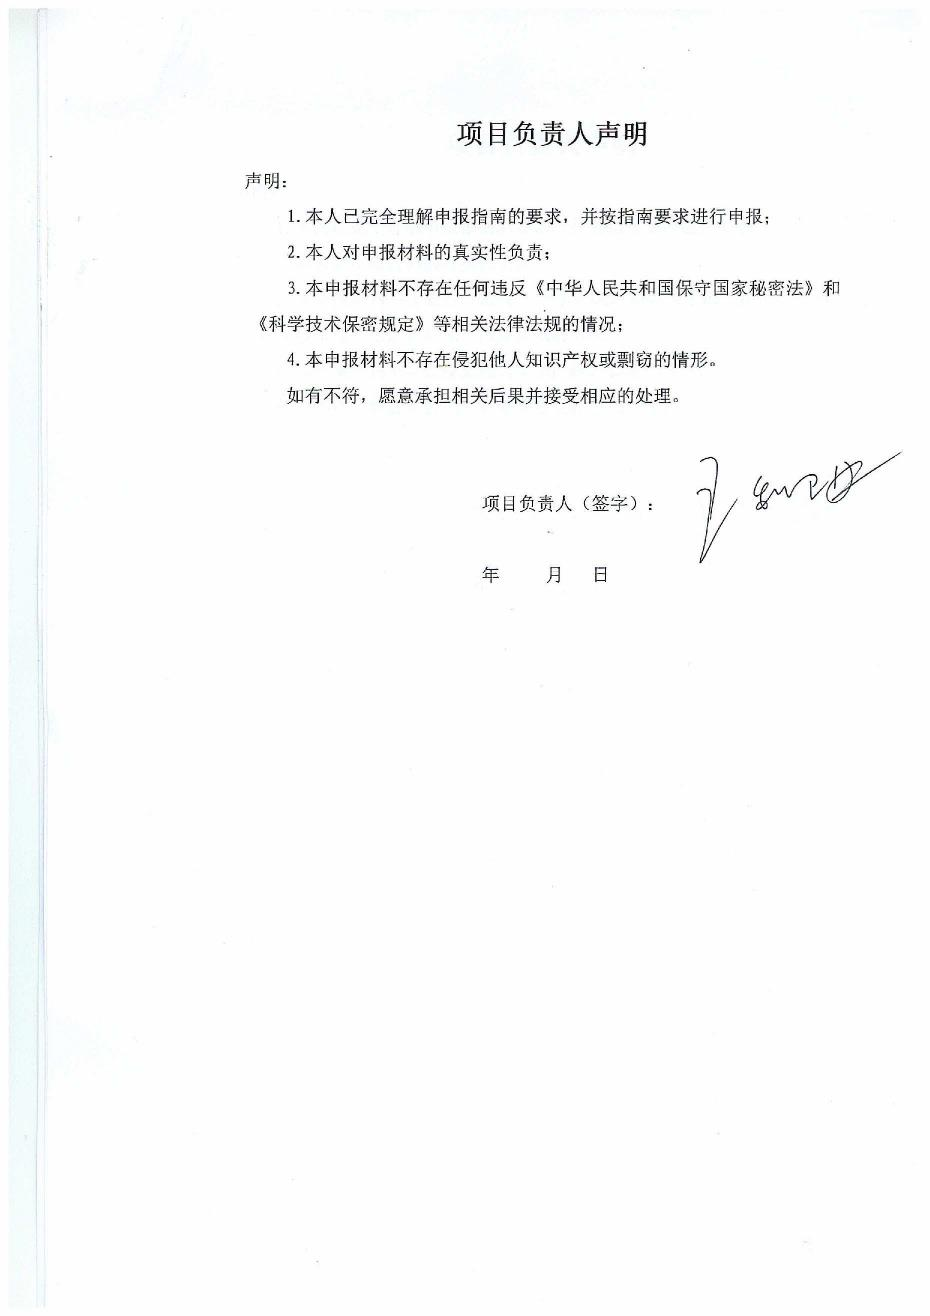 项目负责人声明
声明:
1.本人已完全理解申报指南的要求，并按指南要求进行申报;
2.本人对申报材料的真实性负责;
3.本申报材料不存在任何违反《中华人民共和国保守国家秘密法》和
《科学技术保密规定》等相关法律法规的情况;
4.本申报材料不存在侵犯他人知识产权或剽窃的情形。
如有不符，愿意承担相关后果并接受相应的处理。
项目负责人（签字）:
年 月 日